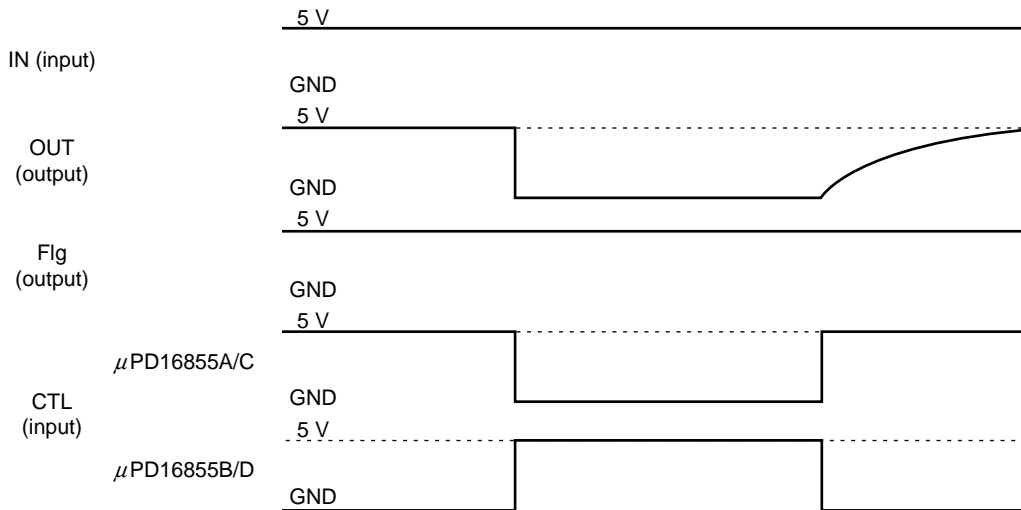 5 V
IN (input)
GND
5 V
OUT
(output)
GND
5 V
Flg
(output)
GND
5 V
μPD16855A/C
GND
CTL
(input)
5 V
μPD16855B/D
GND